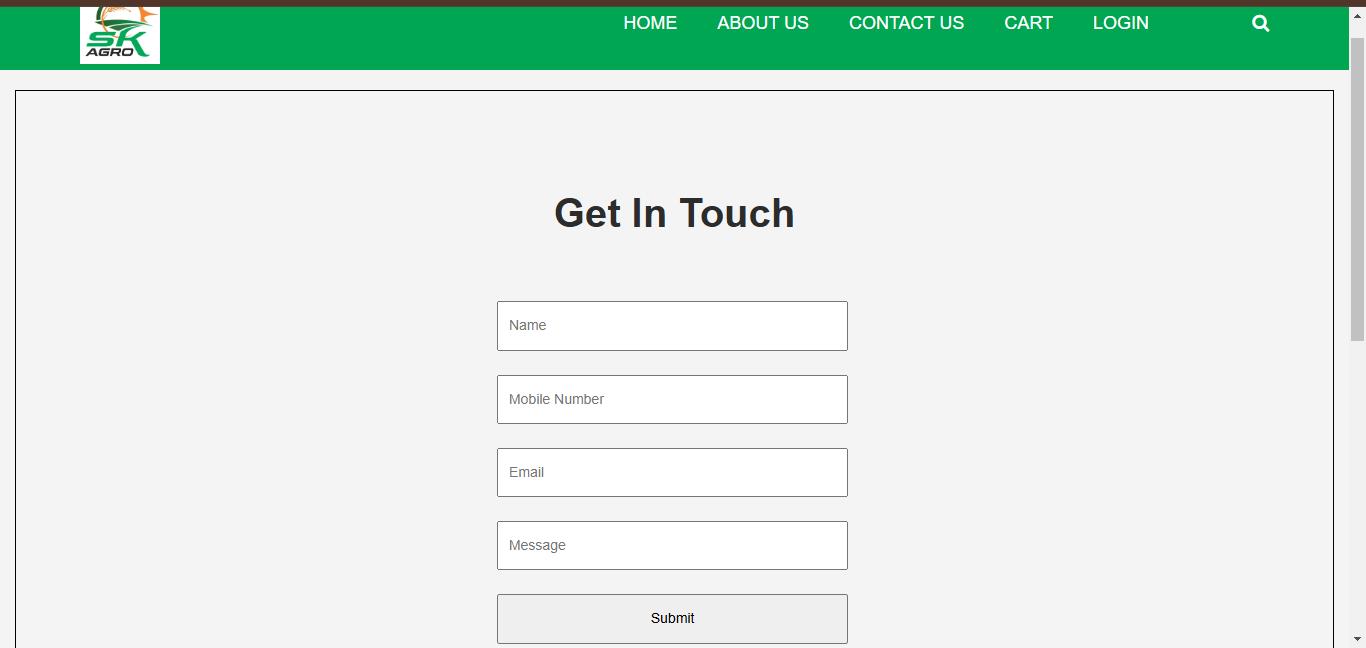 SK
AGRO
HOME ABOUT US CONTACT US CART LOGIN
Get In Touch
Name
Mobile Number
Email
Message
Submit